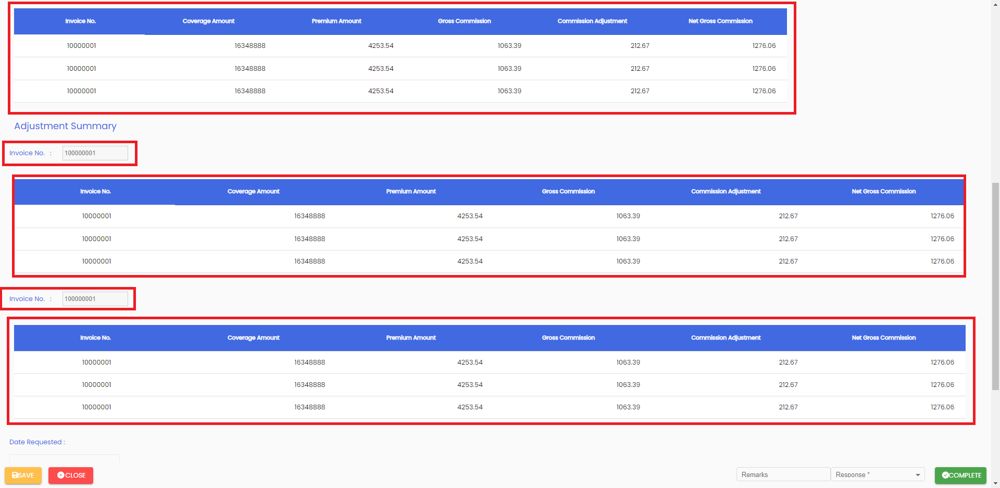 Invoice No. Coverage Amount Premium Amount Gross Commission Commission Adjustment Net Gross Commission
10000001 16348888 4253.54 1063.39 212.67 1276.06
10000001 16348888 4253.54 1063.39 212.67 1276.06
10000001 16348888 4253.54 1063.39 212.67 1276.06
Adjustment Summary
Invoice No. : 100000001
Invoice No. Coverage Amount Premium Amount Gross Commission Commission Adjustment Net Gross Commission
10000001 16348888 4253.54 1063.39 212.67 1276.06
10000001 16348888 4253.54 1063.39 212.67 1276.06
10000001 16348888 4253.54 1063.39 212.67 1276.06
Invoice No. : 100000001
Invoice No. Coverage Amount Premium Amount Gross Commission Commission Adjustment Net Gross Commission
10000001 16348888 4253.54 1063.39 212.67 1276.06
10000001 16348888 4253.54 1063.39 212.67 1276.06
10000001 16348888 4253.54 1063.39 212.67 1276.06
Date Requested :
SAVE CLOSE Remarks Response * COMPLETE